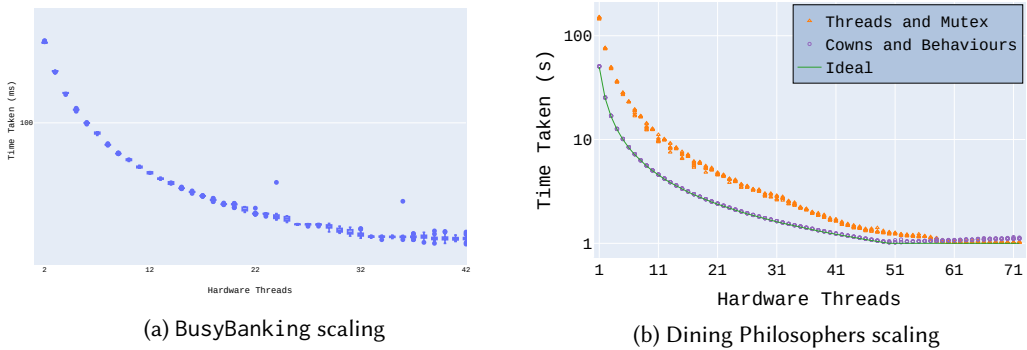 Time Taken (ms)
100
2
12
22
32
42
Hardware Threads
(a) BusyBanking scaling
Threads and Mutex
Cowns and Behaviours
Ideal
Time Taken (s)
100
10
1
1
11
21
31
41
51
61
71
Hardware Threads
(b) Dining Philosophers scaling